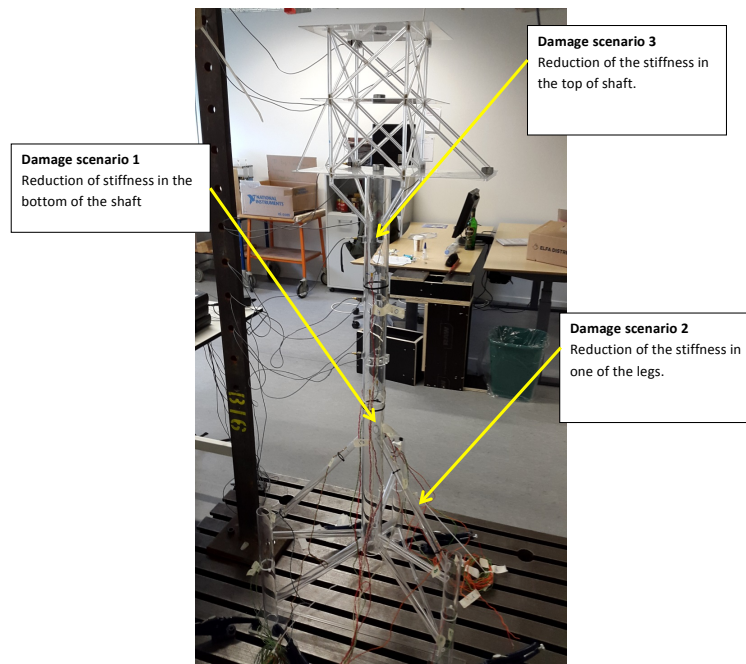 Damage scenario 3
Reduction of the stiffness in
the top of shaft.
Damage scenario 1
Reduction of stiffness in the
bottom of the shaft
NATIONAL
INSTRUMENTS
ELFA DISTR
Damage scenario 2
Reduction of the stiffness in
one of the legs.
B16